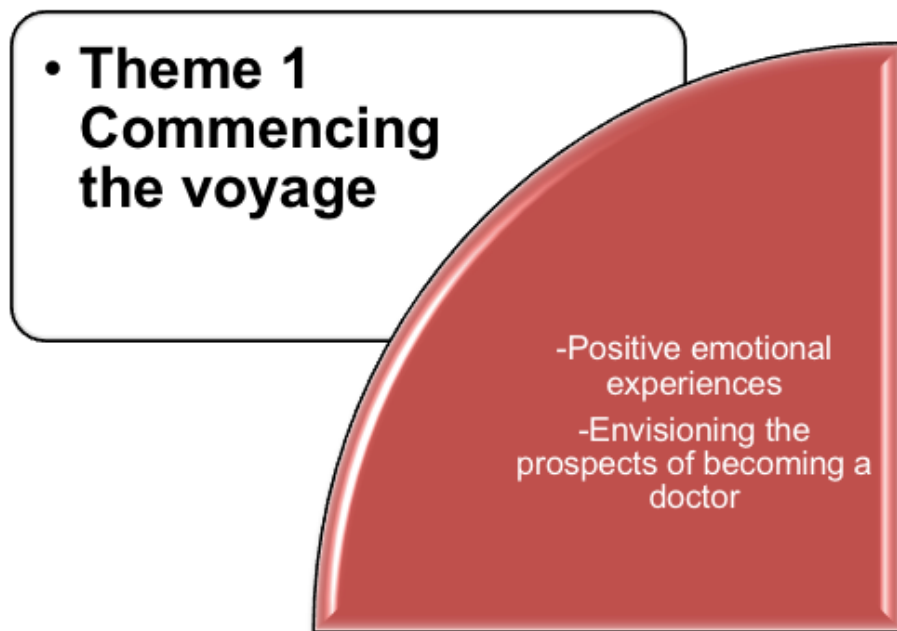 • Theme 1
Commencing
the voyage
-Positive emotional
experiences
-Envisioning the
prospects of becoming a
doctor